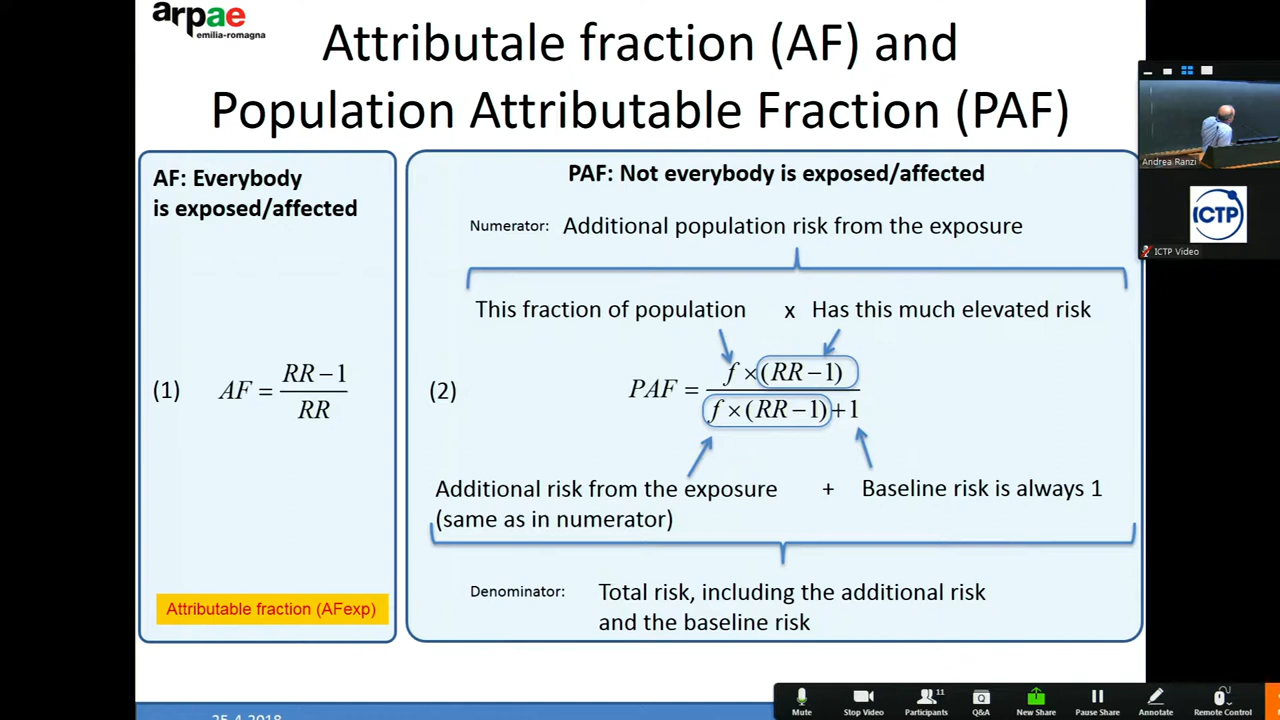 arpae
emilia-romagna
Attributale fraction (AF) and
Population Attributable Fraction (PAF)
AF: Everybody
is exposed/affected
(1) AF = (RR − 1) / RR
Attributable fraction (AFexp)
PAF: Not everybody is exposed/affected
Numerator: Additional population risk from the exposure
This fraction of population x Has this much elevated risk
(2) PAF = f × (RR − 1) / f × (RR − 1) + 1
Additional risk from the exposure + Baseline risk is always 1
(same as in numerator)
Denominator: Total risk, including the additional risk
and the baseline risk
25.4.2018
Andrea Ranzi
ICTP
ICTP Video
Mute
Stop Video
11
Participants
Q&A
New Share
Pause Share
Annotate
Remote Control